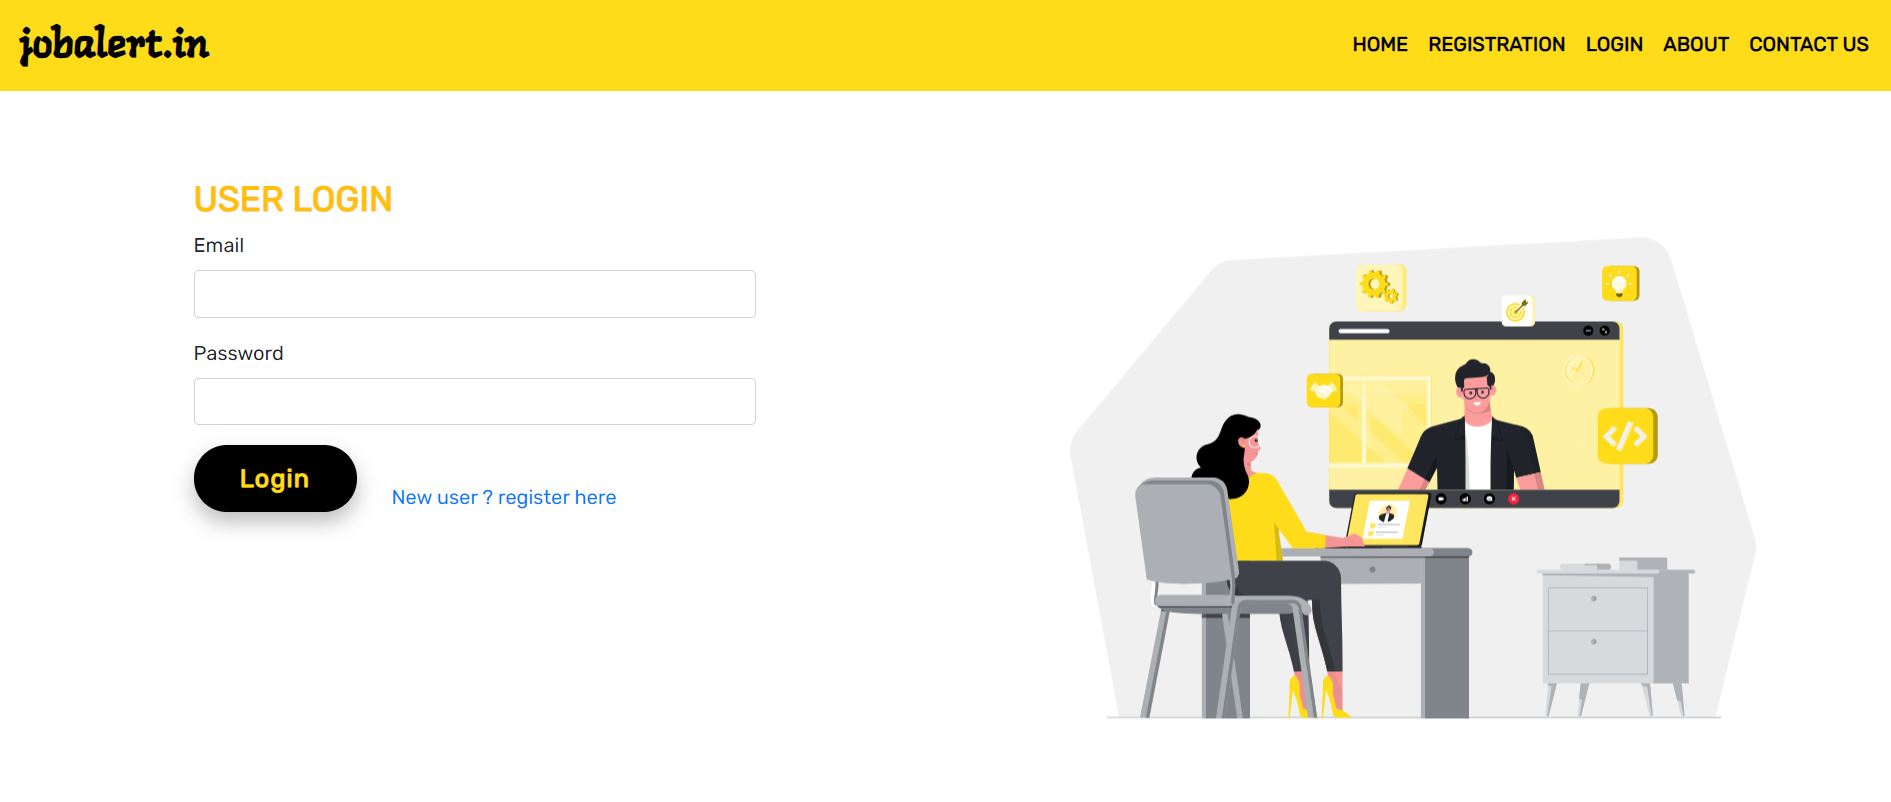 jobalert.in
HOME REGISTRATION LOGIN ABOUT CONTACT US
USER LOGIN
Email
Password
Login
New user ? register here